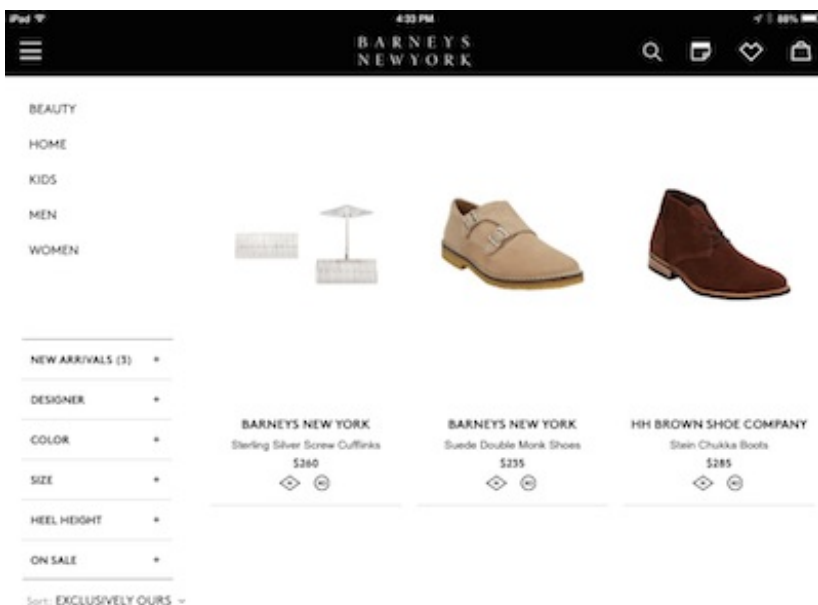 iPad
4:33 PM
88%
BARNEYS
NEWYORK
BEAUTY
HOME
KIDS
MEN
WOMEN
NEW ARRIVALS (3) +
DESIGNER +
COLOR +
SIZE +
HEEL HEIGHT +
ON SALE +
Sort: EXCLUSIVELY OURS
BARNEYS NEW YORK
Sterling Silver Screw Cufflinks
$260
BARNEYS NEW YORK
Suede Double Monk Shoes
$235
HH BROWN SHOE COMPANY
Stein Chukka Boots
$285